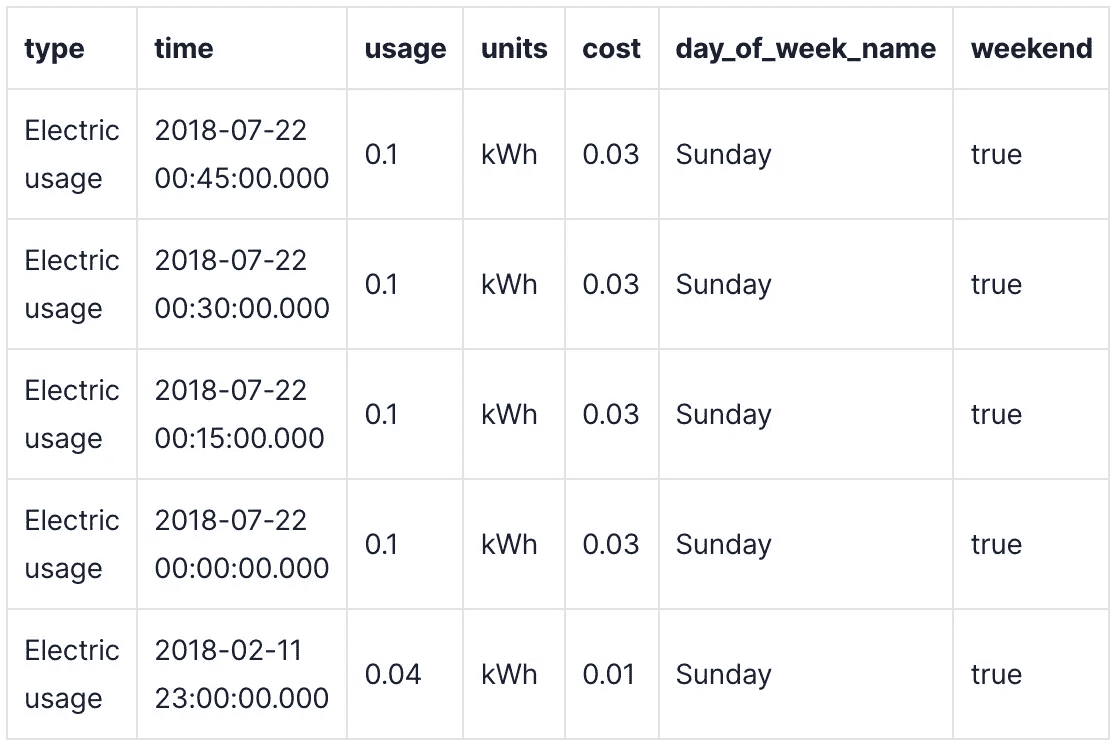 type time usage units cost day_of_week_name weekend
Electric 2018-07-22
0.1 kWh 0.03 Sunday true
usage 00:45:00.000
Electric 2018-07-22
0.1 kWh 0.03 Sunday true
usage 00:30:00.000
Electric 2018-07-22
0.1 kWh 0.03 Sunday true
usage 00:15:00.000
Electric 2018-07-22
0.1 kWh 0.03 Sunday true
usage 00:00:00.000
Electric 2018-02-11
0.04 kWh 0.01 Sunday true
usage 23:00:00.000